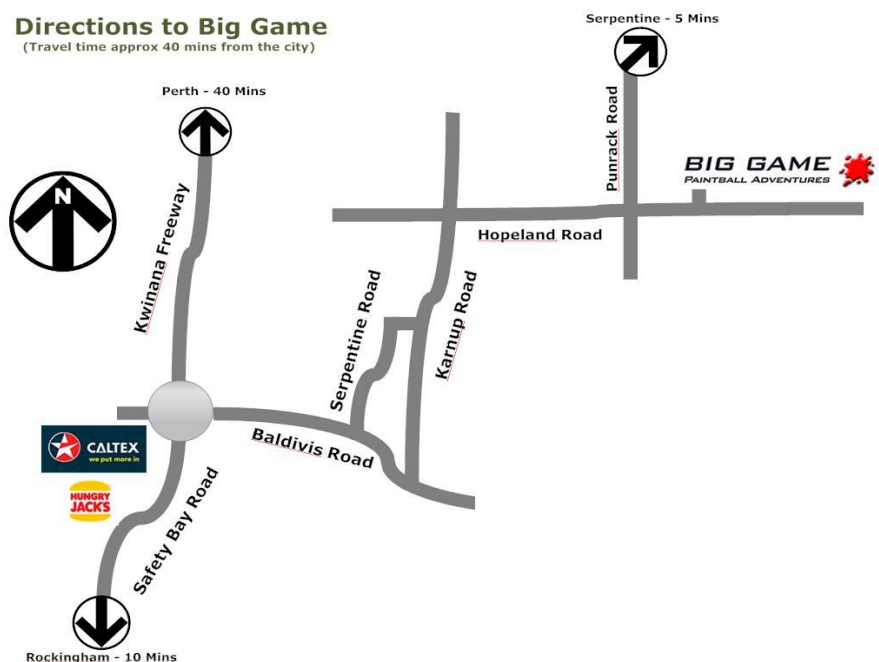 Directions to Big Game
(Travel time approx 40 mins from the city)
Serpentine - 5 Mins
Perth - 40 Mins
N
Kwinana Freeway
Punrack Road
BIG GAME
PAINTBALL ADVENTURES
Hopeland Road
Serpentine Road
Karnup Road
CALTEX
we put more in
Baldivis Road
HUNGRY
JACK'S
Safety Bay Road
Rockingham - 10 Mins